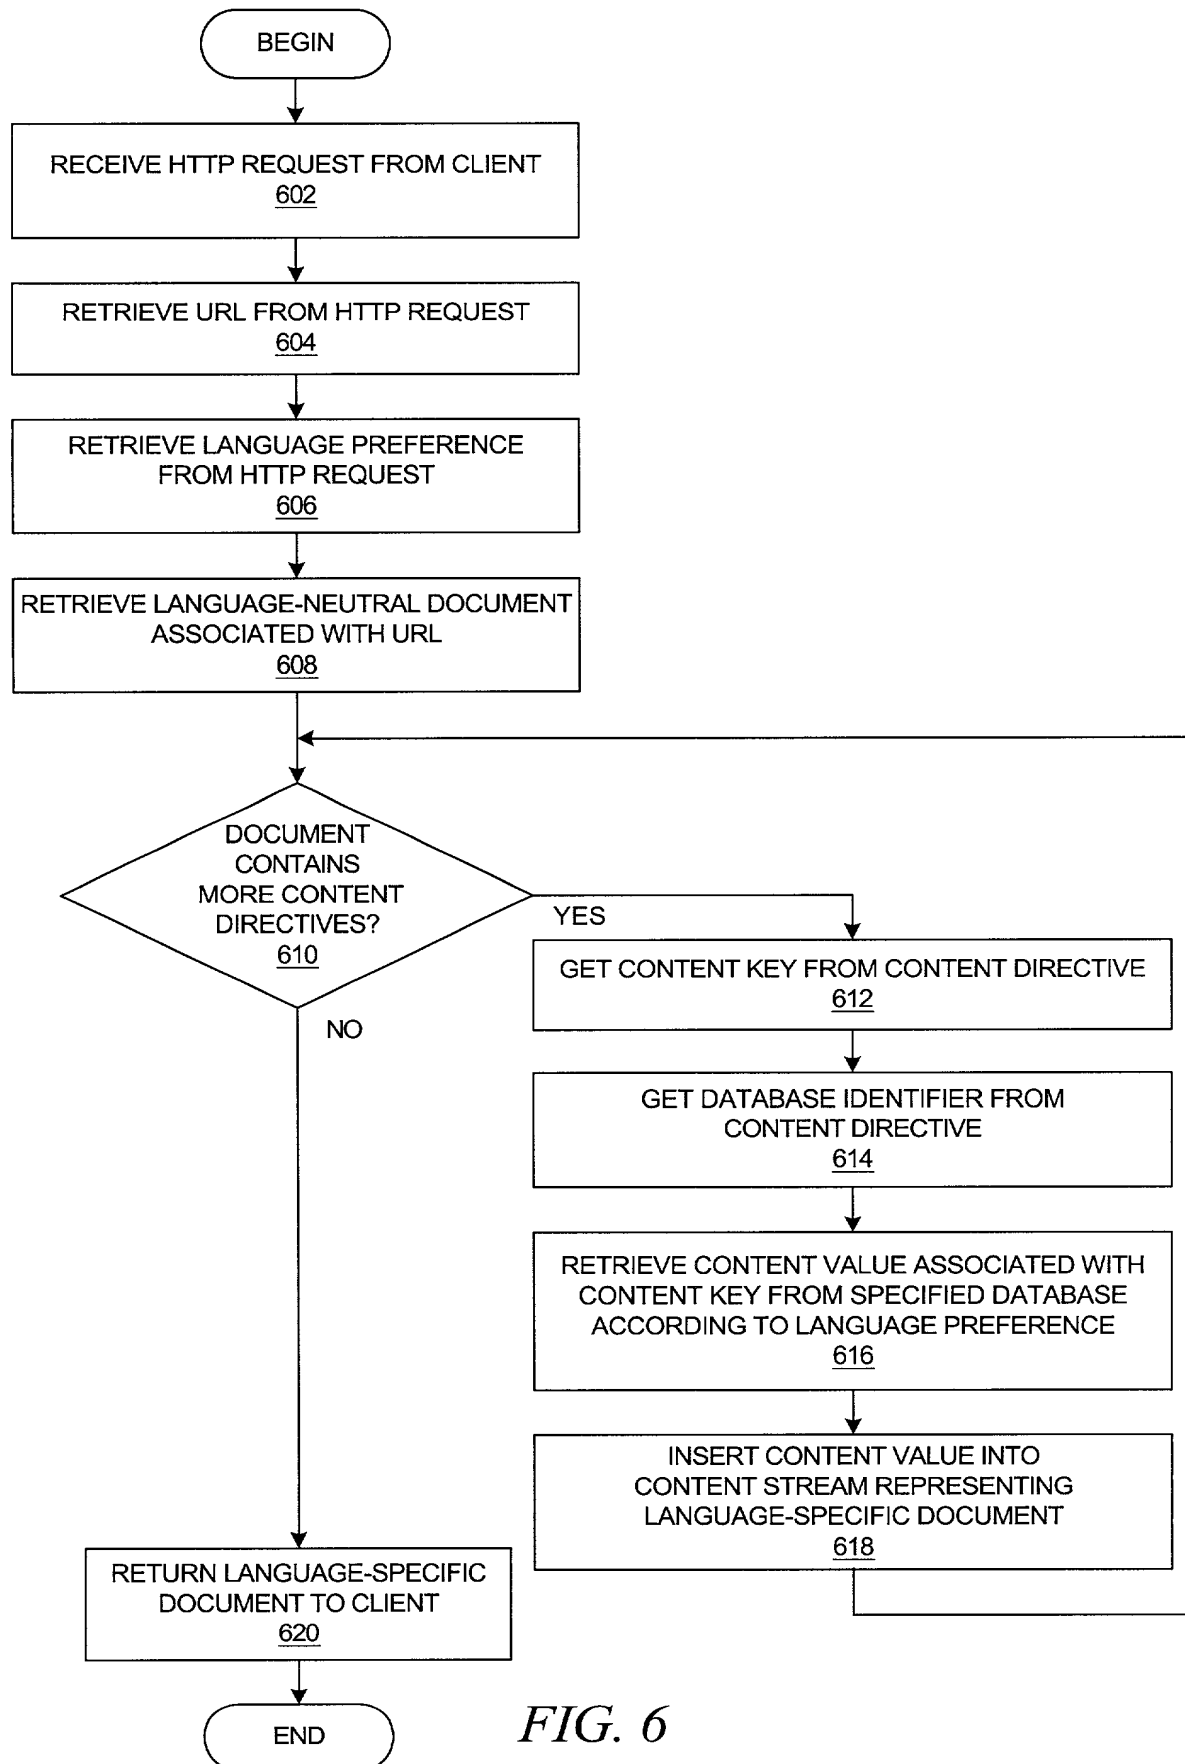 BEGIN
RECEIVE HTTP REQUEST FROM CLIENT
602
RETRIEVE URL FROM HTTP REQUEST
604
RETRIEVE LANGUAGE PREFERENCE
FROM HTTP REQUEST
606
RETRIEVE LANGUAGE-NEUTRAL DOCUMENT
ASSOCIATED WITH URL
608
DOCUMENT
CONTAINS
MORE CONTENT
DIRECTIVES?
610
YES
NO
GET CONTENT KEY FROM CONTENT DIRECTIVE
612
GET DATABASE IDENTIFIER FROM
CONTENT DIRECTIVE
614
RETRIEVE CONTENT VALUE ASSOCIATED WITH
CONTENT KEY FROM SPECIFIED DATABASE
ACCORDING TO LANGUAGE PREFERENCE
616
INSERT CONTENT VALUE INTO
CONTENT STREAM REPRESENTING
LANGUAGE-SPECIFIC DOCUMENT
618
RETURN LANGUAGE-SPECIFIC
DOCUMENT TO CLIENT
620
END
FIG. 6